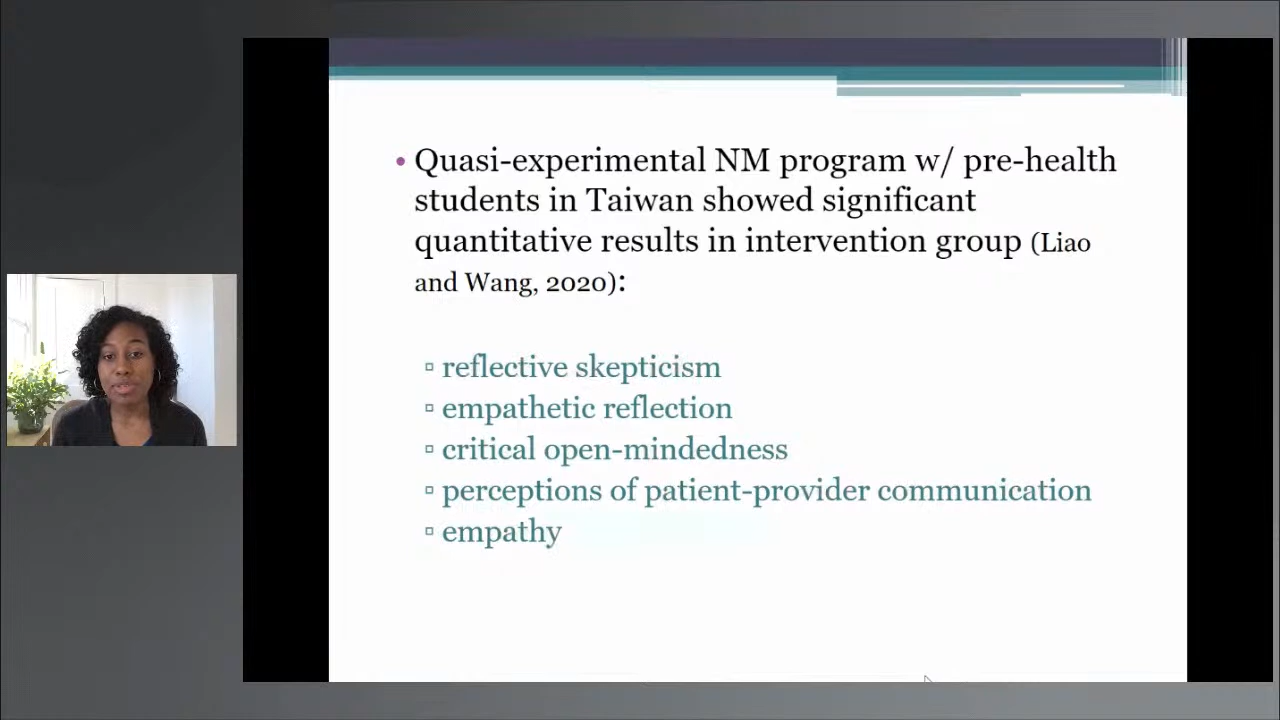 • Quasi-experimental NM program w/ pre-health
students in Taiwan showed significant
quantitative results in intervention group (Liao
and Wang, 2020):
▫ reflective skepticism
▫ empathetic reflection
▫ critical open-mindedness
▫ perceptions of patient-provider communication
▫ empathy